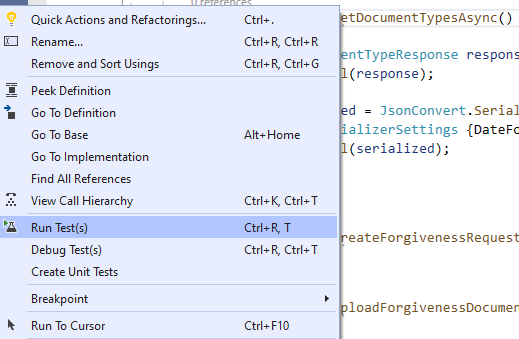 0 references
Quick Actions and Refactorings... Ctrl+.
etDocumentTypesAsync()
Rename... Ctrl+R, Ctrl+R
entTypeResponse respons
Remove and Sort Usings Ctrl+R, Ctrl+G
l(response);
Peek Definition
Go To Definition
ed = JsonConvert.Serial
Go To Base Alt+Home
ializerSettings {DateFo
Go To Implementation
l(serialized);
Find All References
View Call Hierarchy Ctrl+K, Ctrl+T
Run Test(s) Ctrl+R, T
reateForgivenessRequest
Debug Test(s) Ctrl+R, Ctrl+T
Create Unit Tests
Breakpoint
ploadForgivenessDocumen
Run To Cursor Ctrl+F10